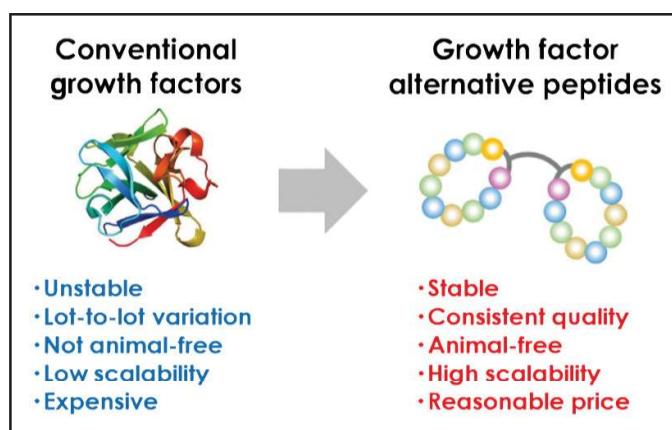 Conventional
growth factors
Growth factor
alternative peptides
・Unstable
・Lot-to-lot variation
・Not animal-free
・Low scalability
・Expensive
・Stable
・Consistent quality
・Animal-free
・High scalability
・Reasonable price